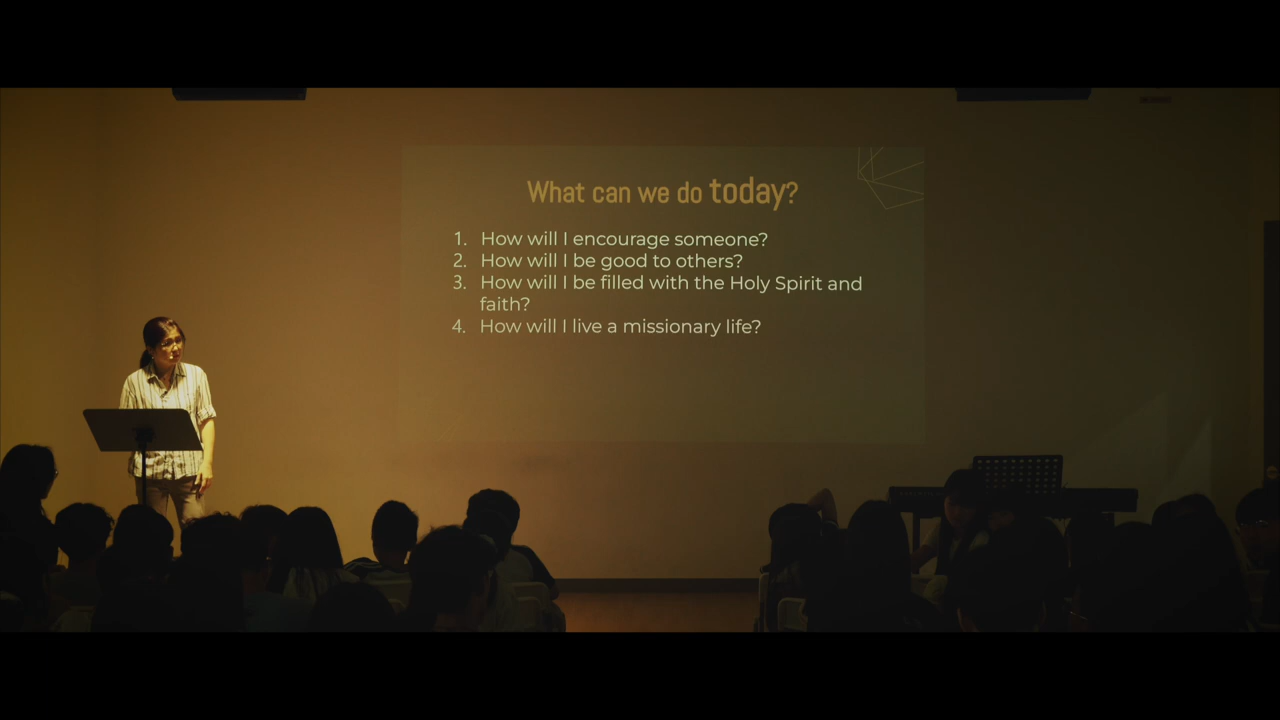 What can we do today?
1. How will I encourage someone?
2. How will I be good to others?
3. How will I be filled with the Holy Spirit and
faith?
4. How will I live a missionary life?